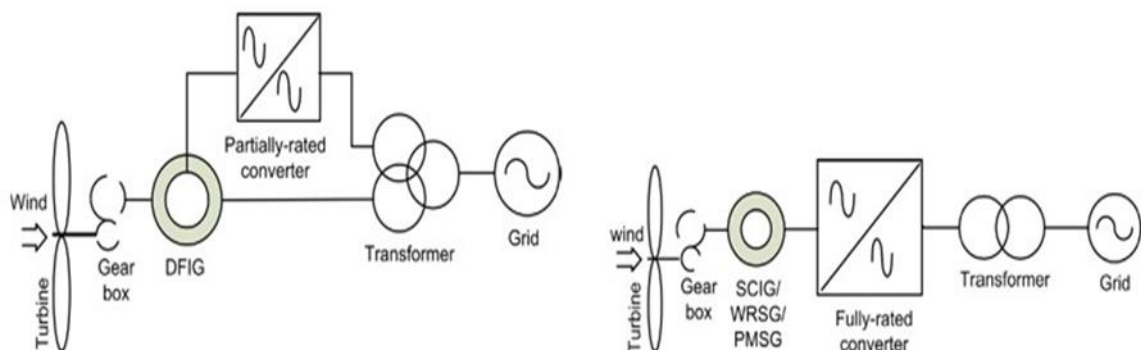 Partially-rated
converter
Wind
Turbine
Gear
box
DFIG
Transformer
Grid
wind
Turbine
Gear
box
SCIG/
WRSG/
PMSG
Fully-rated
converter
Transformer
Grid